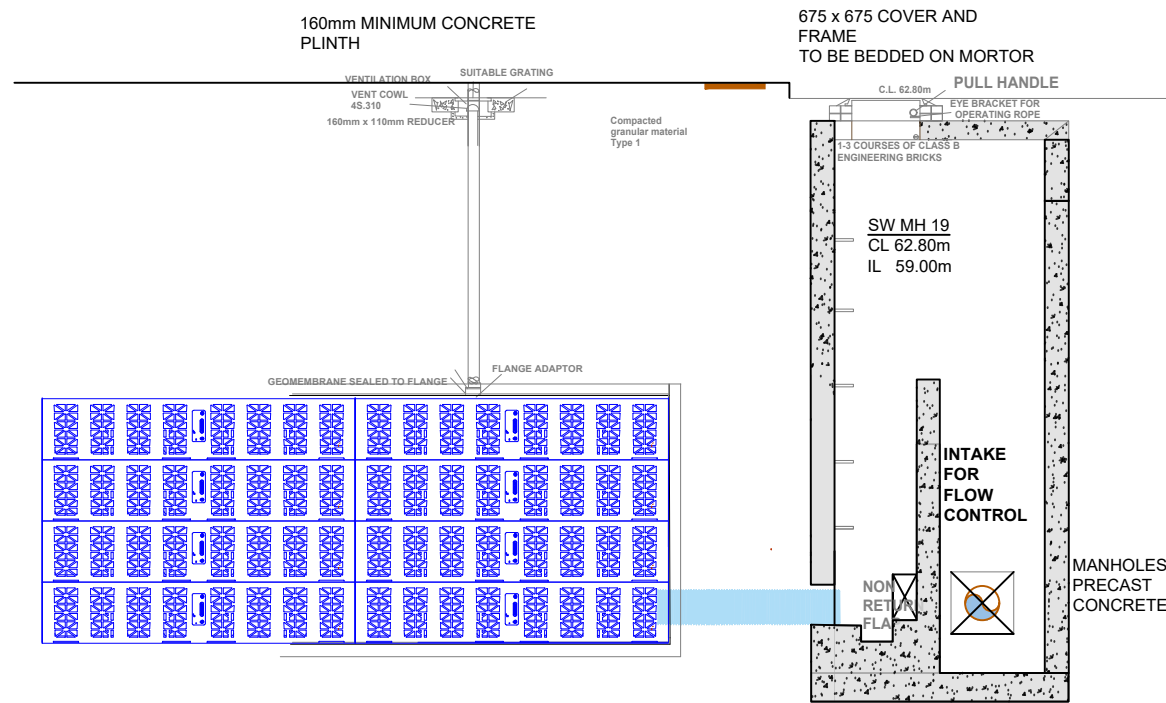 160mm MINIMUM CONCRETE
PLINTH
675 x 675 COVER AND
FRAME
TO BE BEDDED ON MORTOR
VENTILATION BOX
SUITABLE GRATING
VENT COWL
4S.310
160mm x 110mm REDUCER
Compacted
granular material
Type 1
C.L. 62.80m
PULL HANDLE
EYE BRACKET FOR
OPERATING ROPE
1-3 COURSES OF CLASS B
ENGINEERING BRICKS
SW MH 19
CL 62.80m
IL 59.00m
GEOMEMBRANE SEALED TO FLANGE
FLANGE ADAPTOR
INTAKE
FOR
FLOW
CONTROL
NON
RETUR
FLA
MANHOLES
PRECAST
CONCRETE